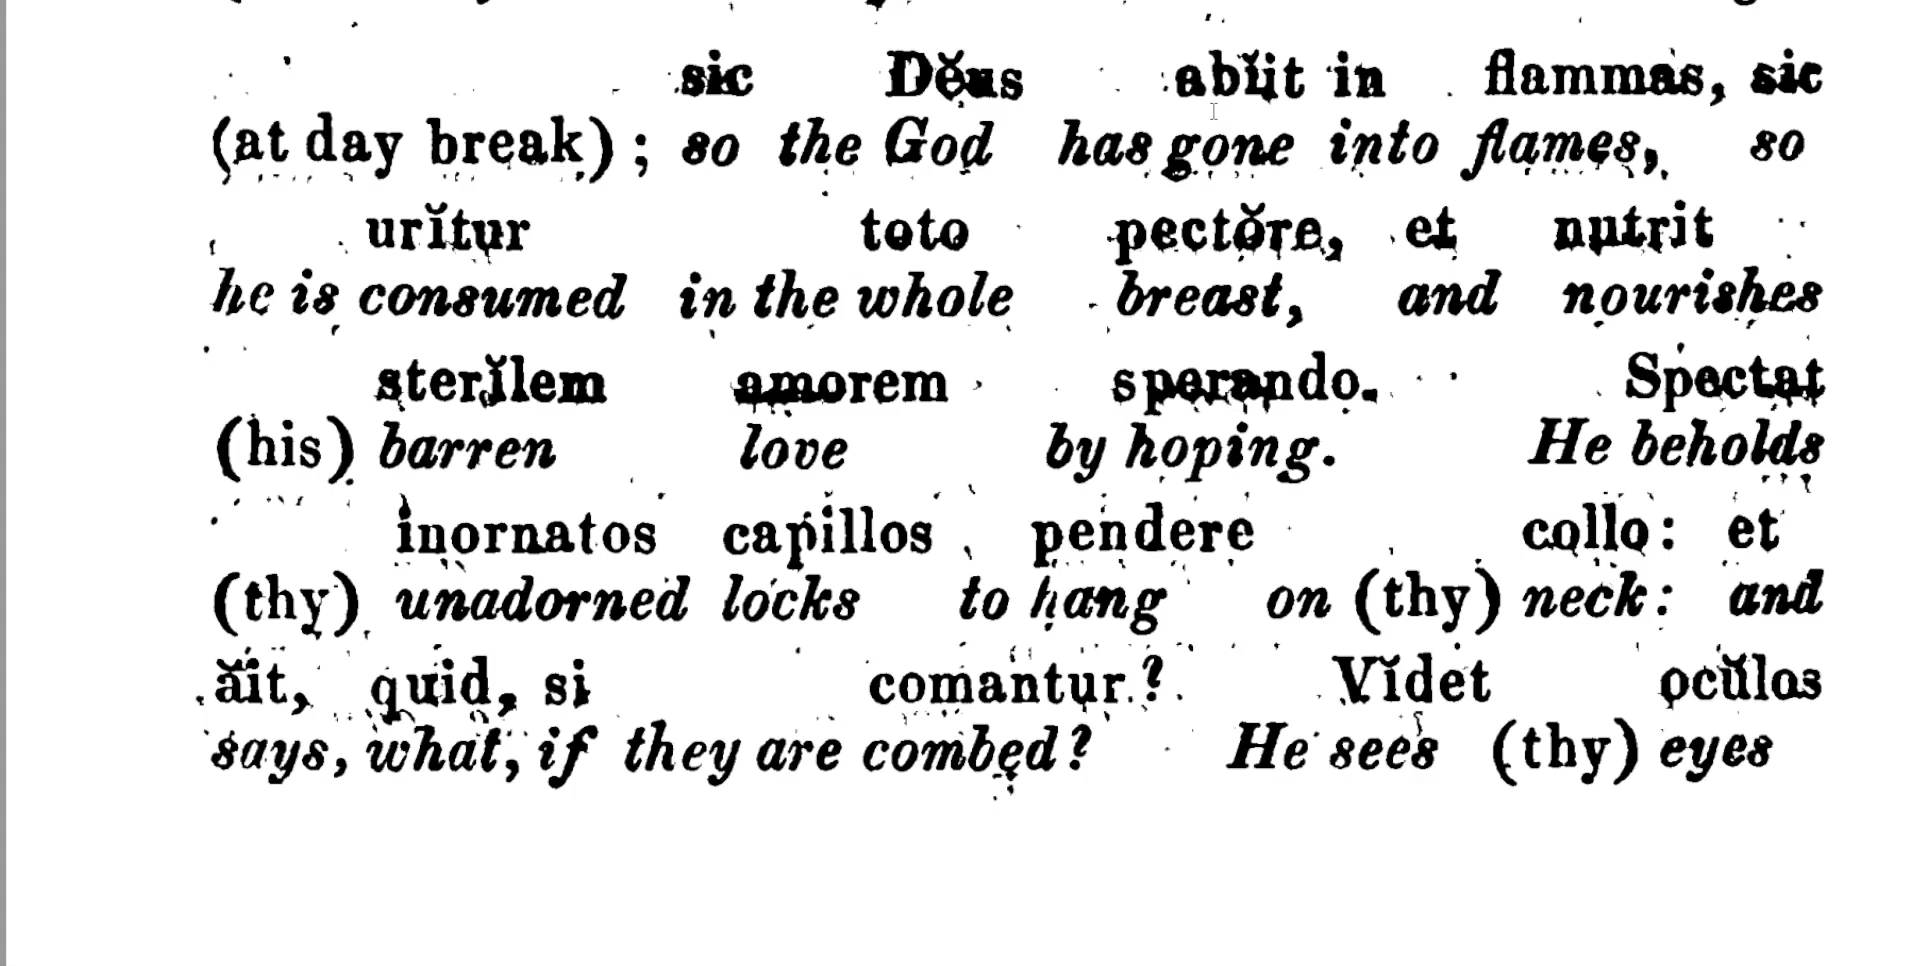 sic Dĕus abĭit in flammas, sic
(at day break); so the God has gone into flames, so
urĭtur toto pectŏre, et nutrit
he is consumed in the whole breast, and nourishes
sterĭlem amorem sperando. Spectat
(his) barren love by hoping. He beholds
inornatos capillos pendere collo: et
(thy) unadorned locks to hang on (thy) neck: and
ăit, quid, si comantur? Vĭdet ocŭlos
says, what, if they are combed? He sees (thy) eyes